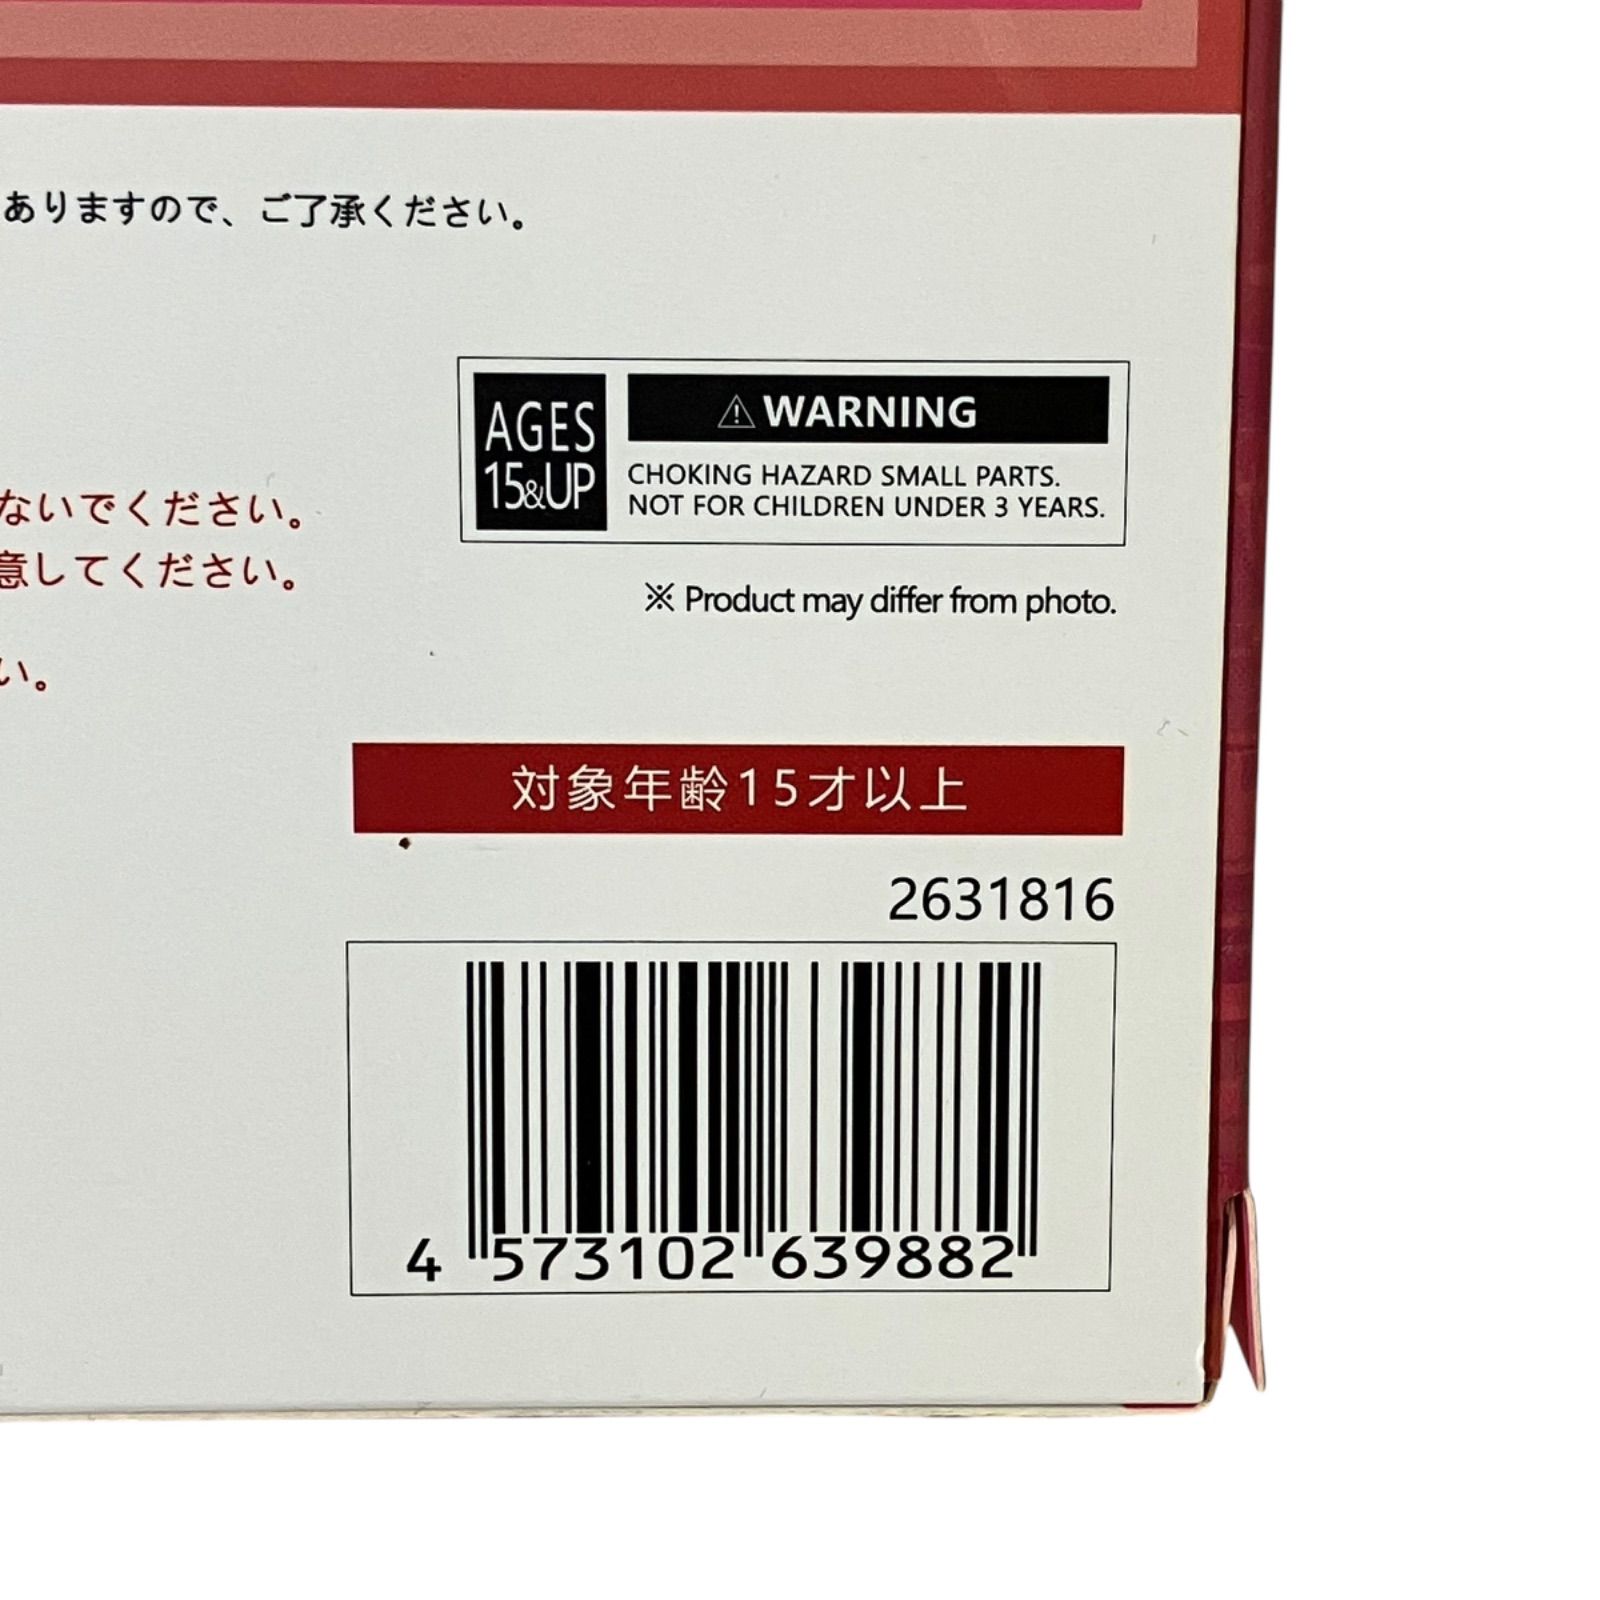 ありますので、ご了承ください。
AGES
15&UP
⚠WARNING
CHOKING HAZARD SMALL PARTS.
NOT FOR CHILDREN UNDER 3 YEARS.
ないでください。
意してください。
※ Product may differ from photo.
い。
対象年齢15才以上
2631816
4 573102 639882